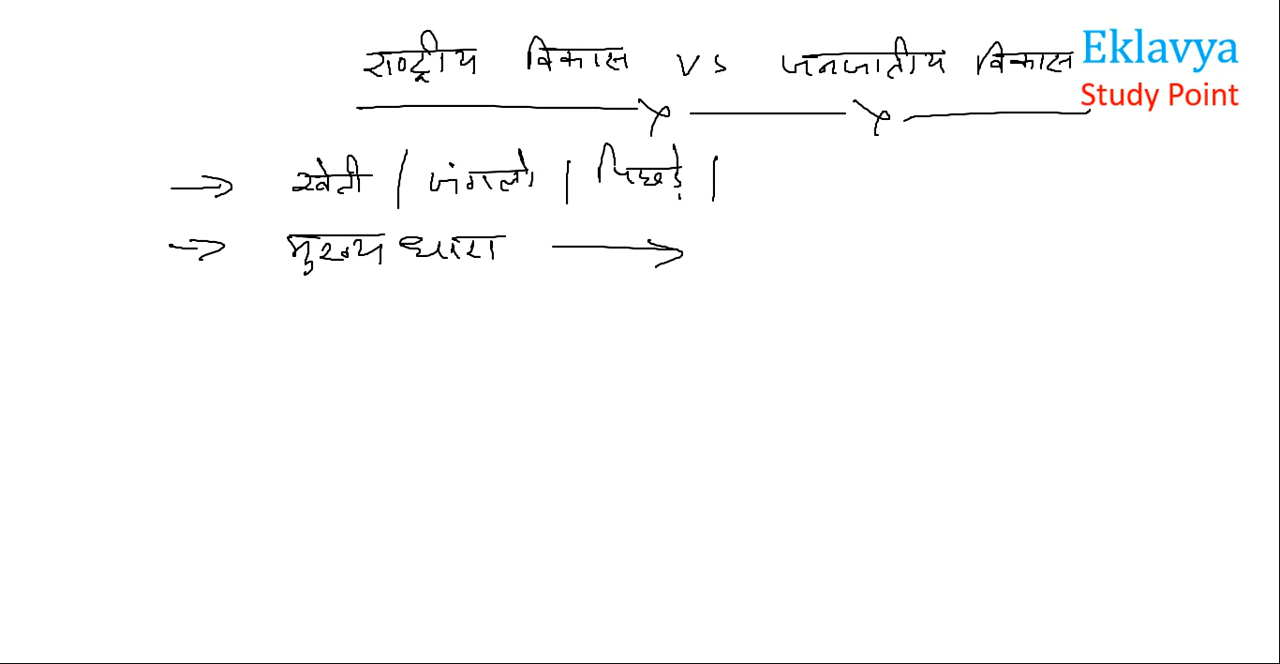 राष्ट्रीय विकास VS जनजातीय विकास
Eklavya
Study Point
→ खेती / जंगलो / पिछड़े /
→ मुख्य धारा →